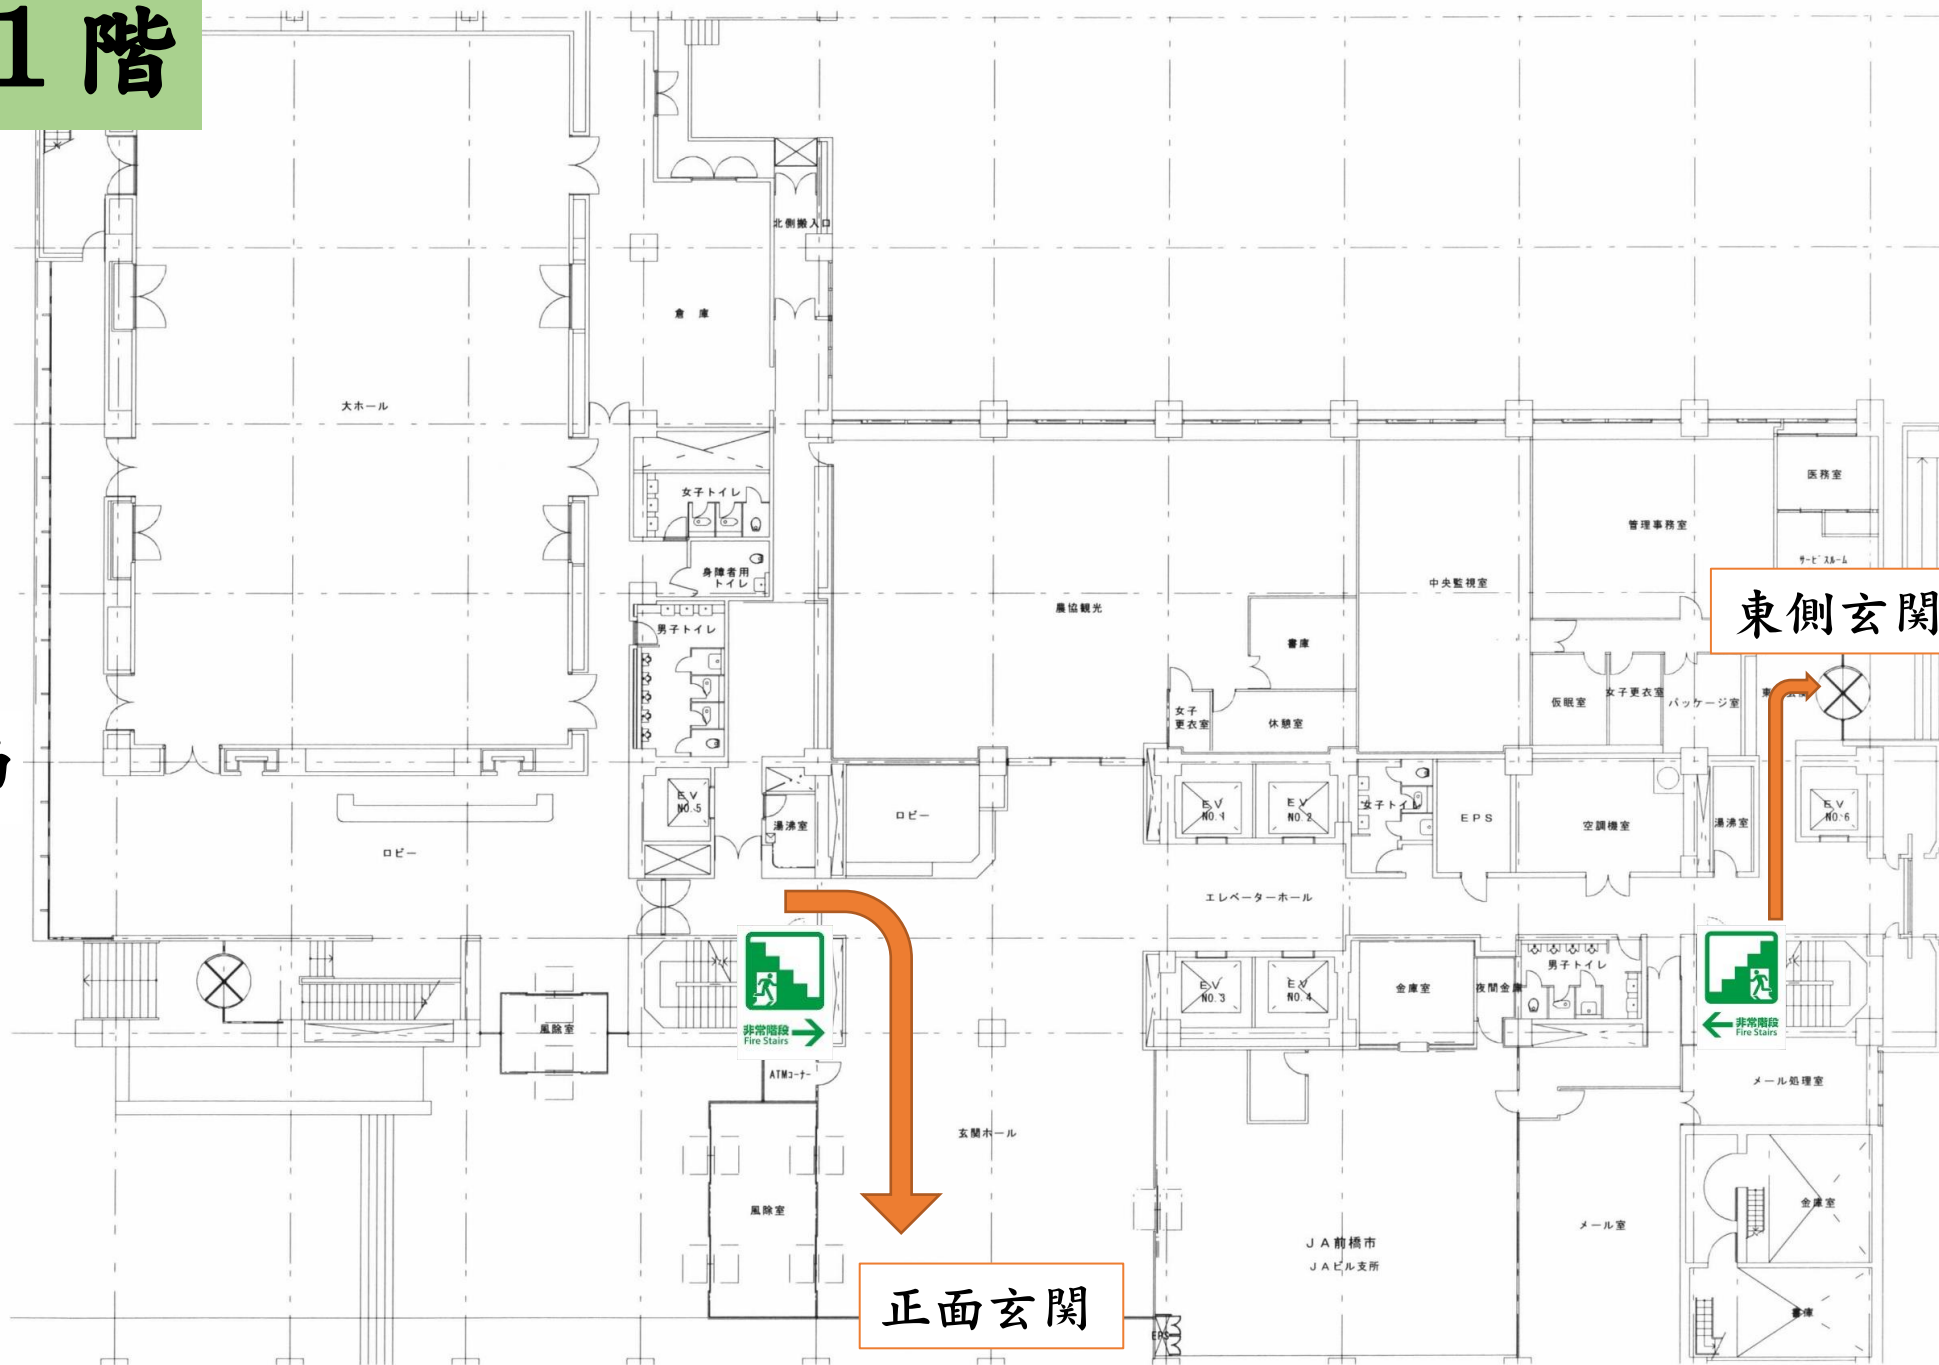 1階
北側搬入口
倉庫
大ホール
医務室
女子トイレ
管理事務室
サービスルーム
身障者用
トイレ
中央監視室
農協観光
東側玄関
男子トイレ
書庫
仮眠室
女子更衣室
パッケージ室
女子
更衣室
休憩室
EV
NO.5
湯沸室
ロビー
EV
NO.1
EV
NO.2
女子トイレ
EPS
空調機室
湯沸室
EV
NO.6
ロビー
エレベーターホール
EV
NO.3
EV
NO.4
金庫室
夜間金庫
男子トイレ
風除室
非常階段
Fire Stairs
非常階段
Fire Stairs
ATMコーナー
メール処理室
玄関ホール
風除室
金庫室
メール室
JA前橋市
JAビル支所
正面玄関
書庫
EPS